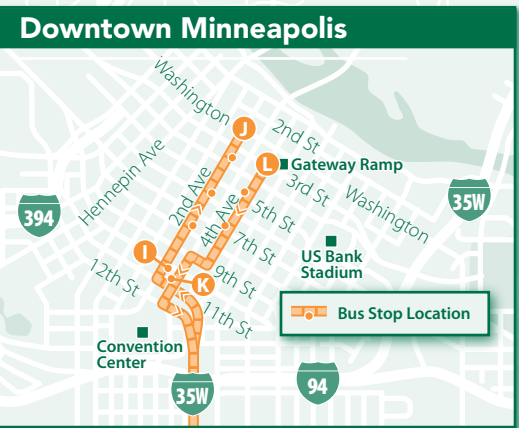 Downtown Minneapolis
Washington
J
2nd St
Hennepin Ave
L
Gateway Ramp
3rd St
Washington
2nd Ave
4th Ave
5th St
35W
394
7th St
US Bank
Stadium
I
12th St
9th St
K
11th St
Bus Stop Location
Convention
Center
35W
94